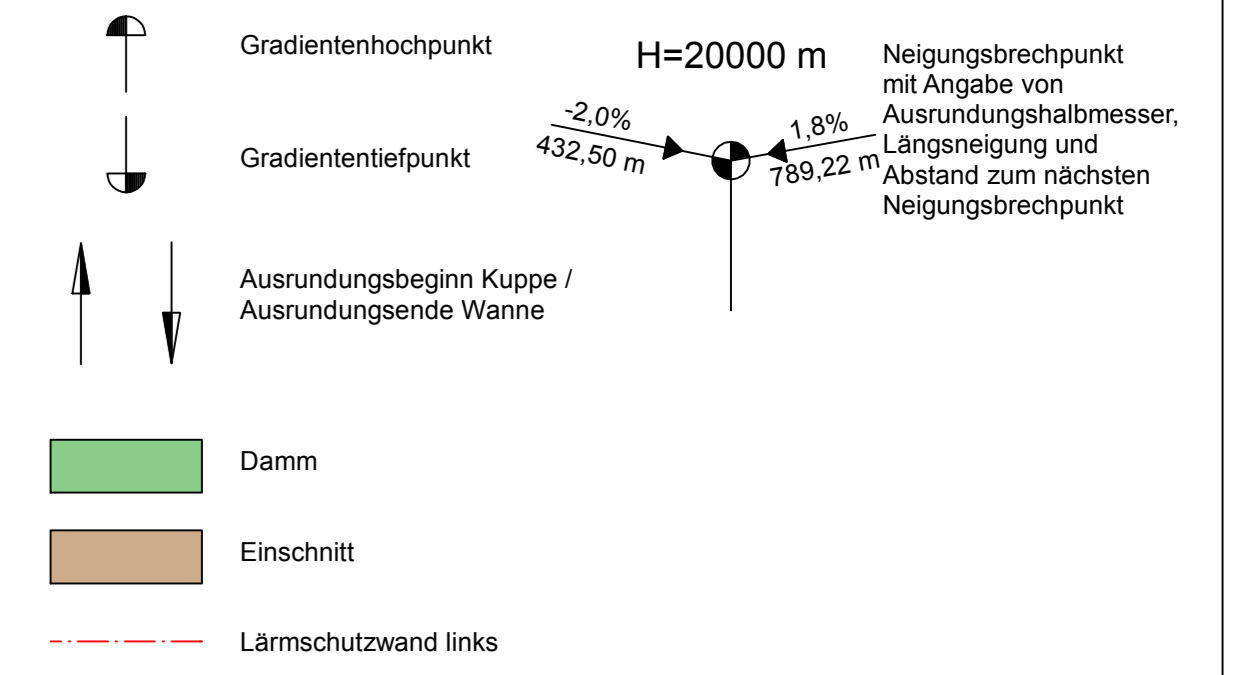 Gradientenhochpunkt
H=20000 m
-2,0%
432,50 m
1,8%
789,22 m
Neigungsbrechpunkt
mit Angabe von
Ausrundungshalbmesser,
Längsneigung und
Abstand zum nächsten
Neigungsbrechpunkt
Gradiententiefpunkt
Ausrundungsbeginn Kuppe /
Ausrundungsende Wanne
Damm
Einschnitt
Lärmschutzwand links